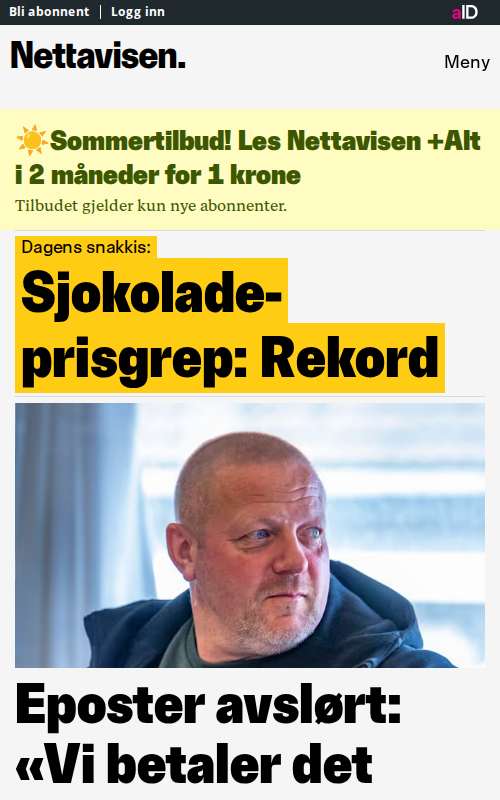 Bli abonnent
Logg inn
aID
Nettavisen.
Meny
☀️Sommertilbud! Les Nettavisen +Alt
i 2 måneder for 1 krone
Tilbudet gjelder kun nye abonnenter.
Dagens snakkis:
Sjokolade-
prisgrep: Rekord
Eposter avslørt:
«Vi betaler det